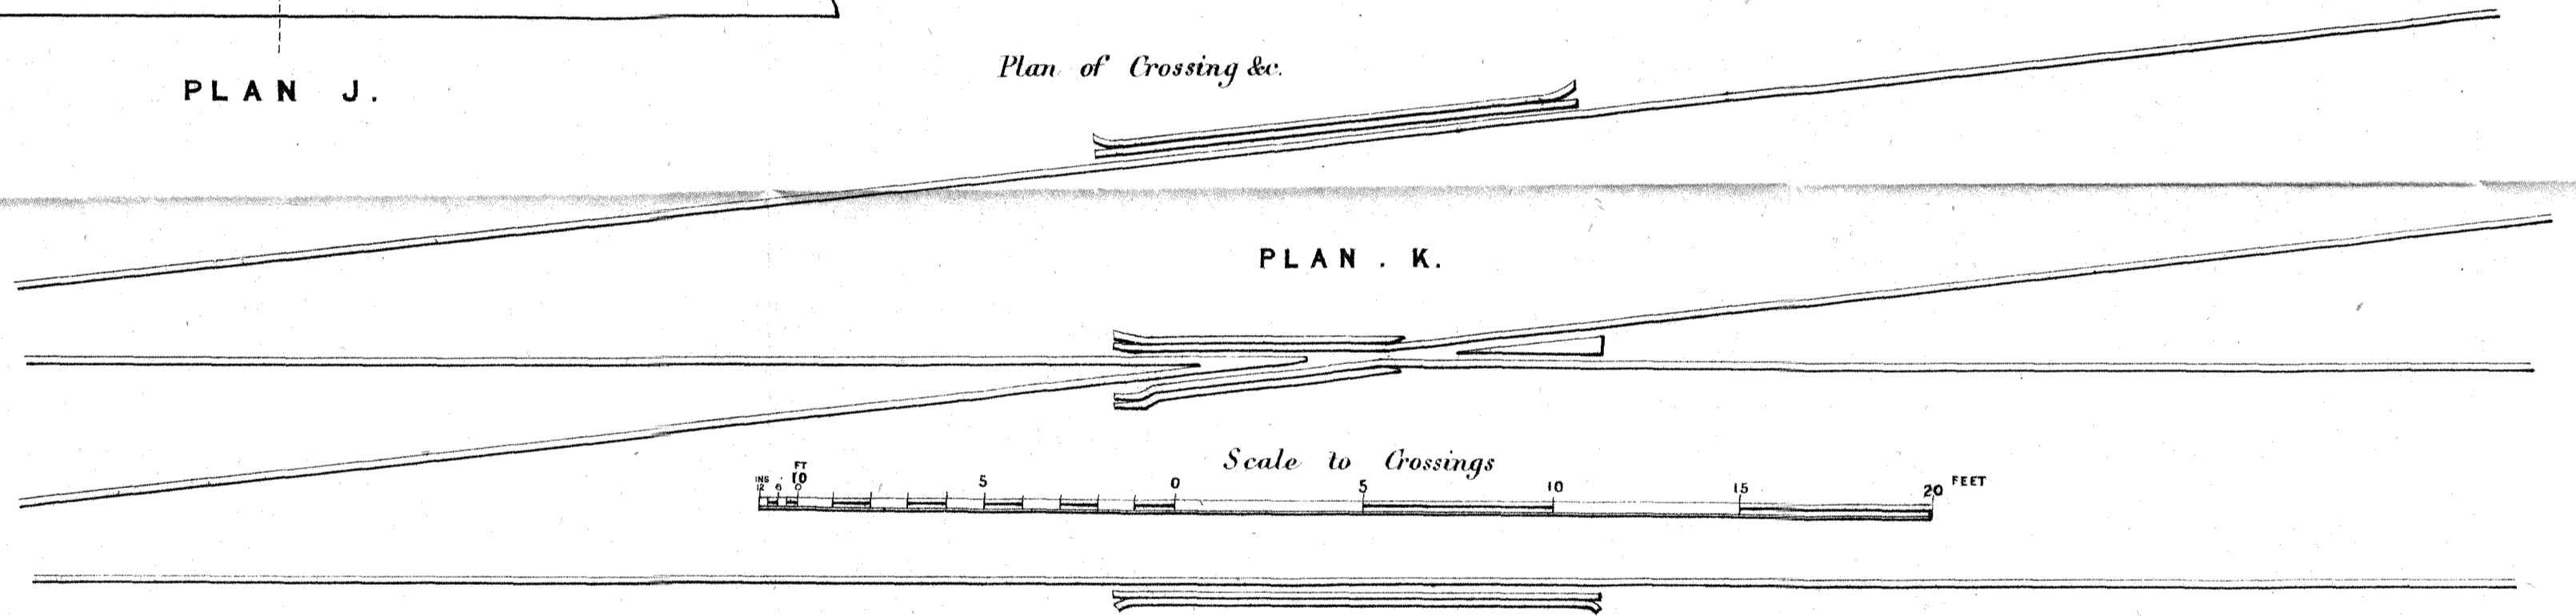 Plan of Crossing &c.
PLAN J.
PLAN . K.
Scale to Crossings
INS FT
12 6 0 10 5 0 5 10 15 20 FEET